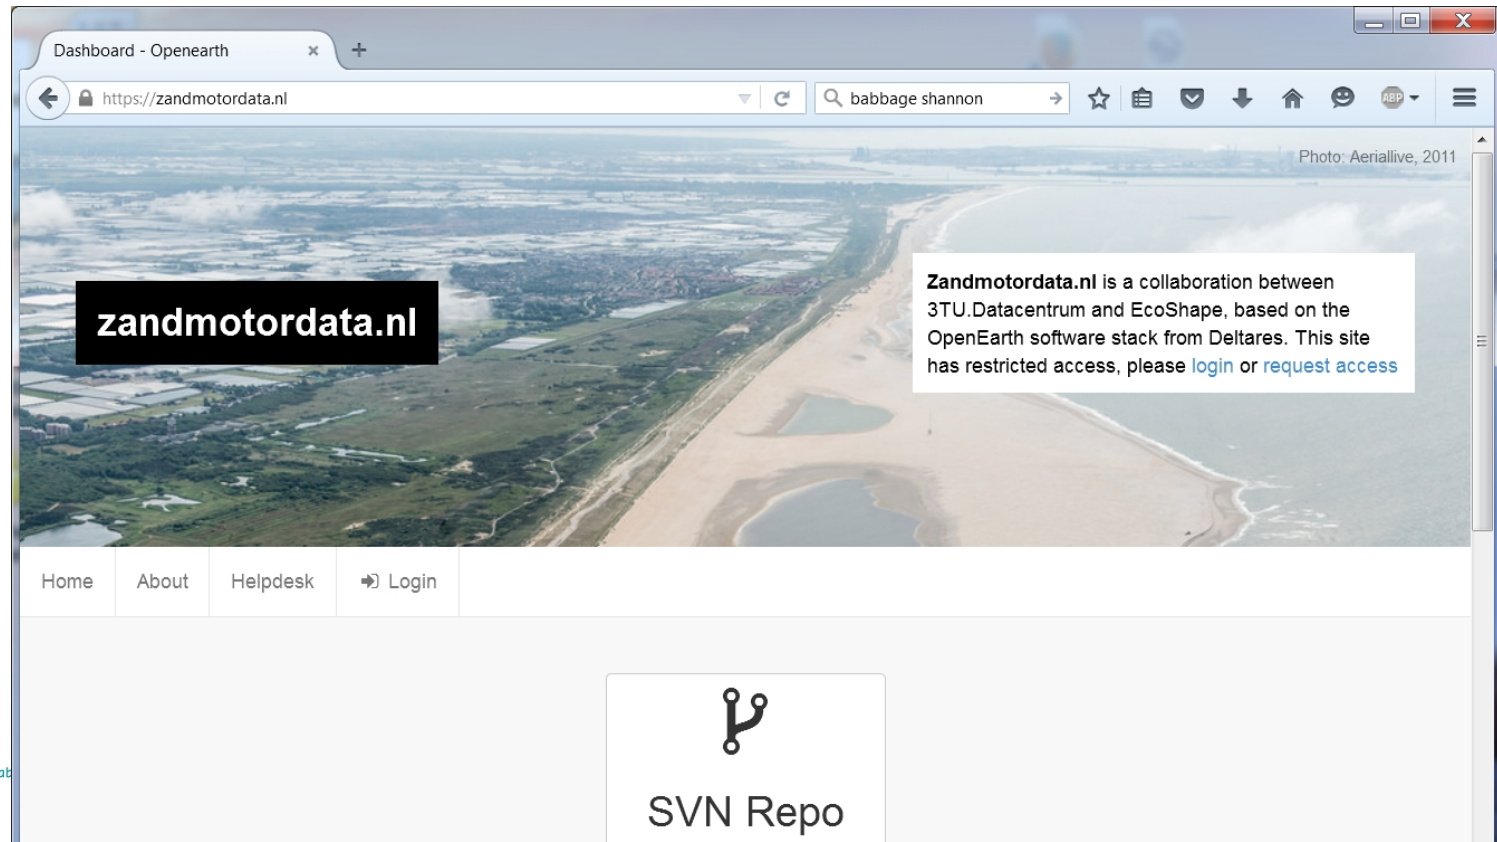 Dashboard - Openearth
https://zandmotordata.nl
babbage shannon
ABP
Photo: Aeriallive, 2011
zandmotordata.nl
Zandmotordata.nl is a collaboration between
3TU.Datacentrum and EcoShape, based on the
OpenEarth software stack from Deltares. This site
has restricted access, please login or request access
Home
About
Helpdesk
Login
SVN Repo